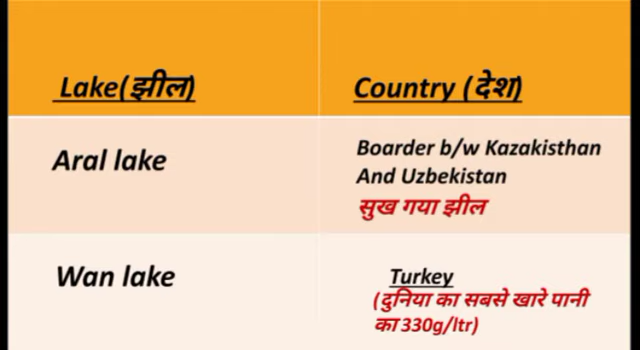 Lake(झील)
Country (देश)
Aral lake
Boarder b/w Kazakisthan
And Uzbekistan
सुख गया झील
Wan lake
Turkey
(दुनिया का सबसे खारे पानी
का 330g/ltr)